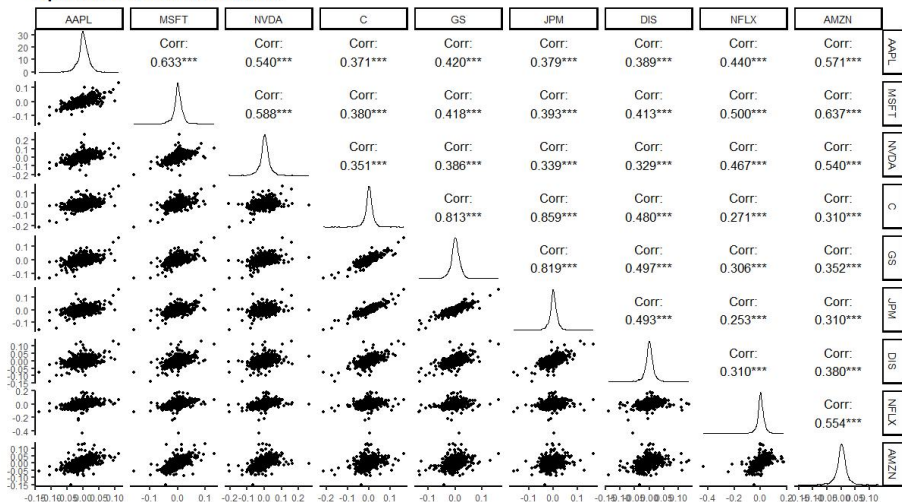 AAPL MSFT NVDA C GS JPM DIS NFLX AMZN
30 Corr: Corr: Corr: Corr: Corr: Corr: Corr: Corr: AAPL
20
10 0.633*** 0.540*** 0.371*** 0.420*** 0.379*** 0.389*** 0.440*** 0.571***
0
0.1 Corr: Corr: Corr: Corr: Corr: Corr: Corr: MSFT
0.0
-0.1 0.588*** 0.380*** 0.418*** 0.393*** 0.413*** 0.500*** 0.637***
0.2 Corr: Corr: Corr: Corr: Corr: Corr: NVDA
0.1
0.0
-0.1 0.351*** 0.386*** 0.339*** 0.329*** 0.467*** 0.540***
-0.2
0.1 Corr: Corr: Corr: Corr: Corr: C
0.0
-0.1 0.813*** 0.859*** 0.480*** 0.271*** 0.310***
-0.2
0.1 Corr: Corr: Corr: Corr: GS
0.0
-0.1 0.819*** 0.497*** 0.306*** 0.352***
0.1 Corr: Corr: Corr: JPM
0.0
-0.1 0.493*** 0.253*** 0.310***
0.10 Corr: Corr: DIS
0.05
0.00
-0.05
-0.10 0.310*** 0.380***
-0.15
0.2 Corr: NFLX
0.0
-0.2 0.554***
-0.4
0.10 AMZN
0.05
0.00
-0.05
-0.10
-0.15
-0.1 0.0 0.1 -0.2 -0.1 0.0 0.1 0.2 -0.2 -0.1 0.0 0.1 -0.1 0.0 0.1 -0.1 0.0 0.1 -0.4 -0.2 0.0 0.2